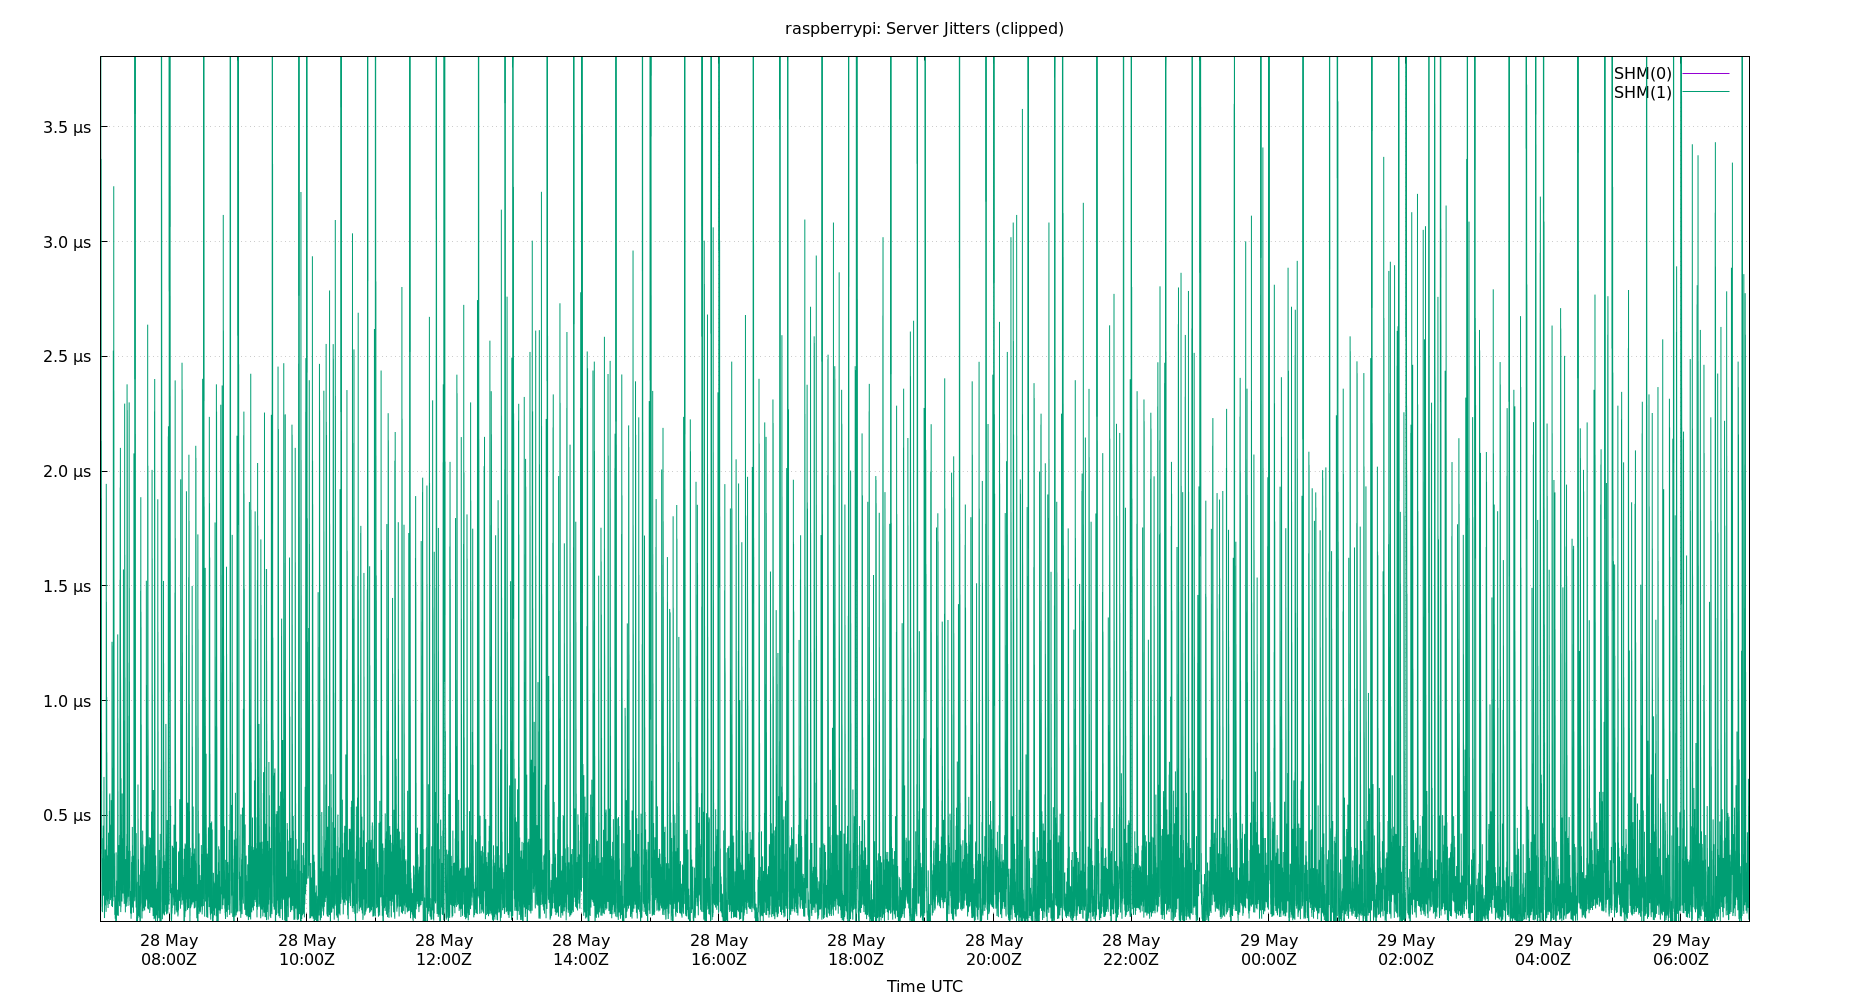 raspberrypi: Server Jitters (clipped)
SHM(0)
SHM(1)
3.5 µs
3.0 µs
2.5 µs
2.0 µs
1.5 µs
1.0 µs
0.5 µs
28 May 28 May 28 May 28 May 28 May 28 May 28 May 28 May 29 May 29 May 29 May 29 May
08:00Z 10:00Z 12:00Z 14:00Z 16:00Z 18:00Z 20:00Z 22:00Z 00:00Z 02:00Z 04:00Z 06:00Z
Time UTC